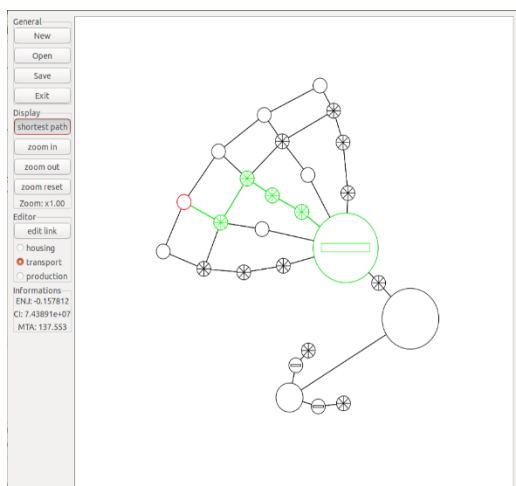 General
New
Open
Save
Exit
Display
shortest path
zoom in
zoom out
zoom reset
Zoom: x1.00
Editor
edit link
housing
transport
production
Informations
ENJ: -0.157812
CI: 7.43891e+07
MTA: 137.553